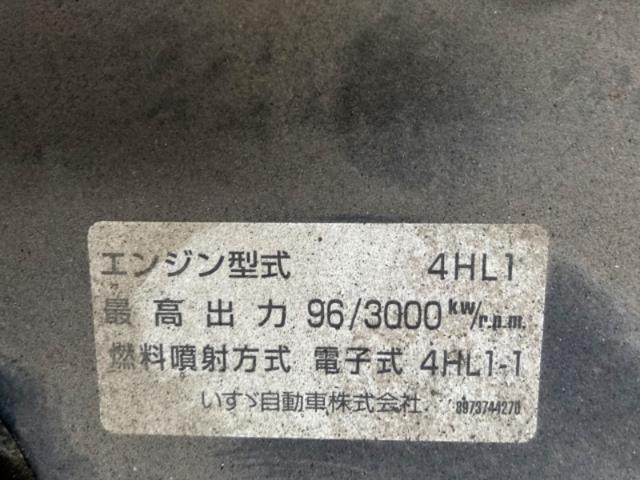 エンジン型式 4HL1
最高出力 96/3000 kw/r.p.m.
燃料噴射方式 電子式 4HL1-1
いすゞ自動車株式会社 8973744270